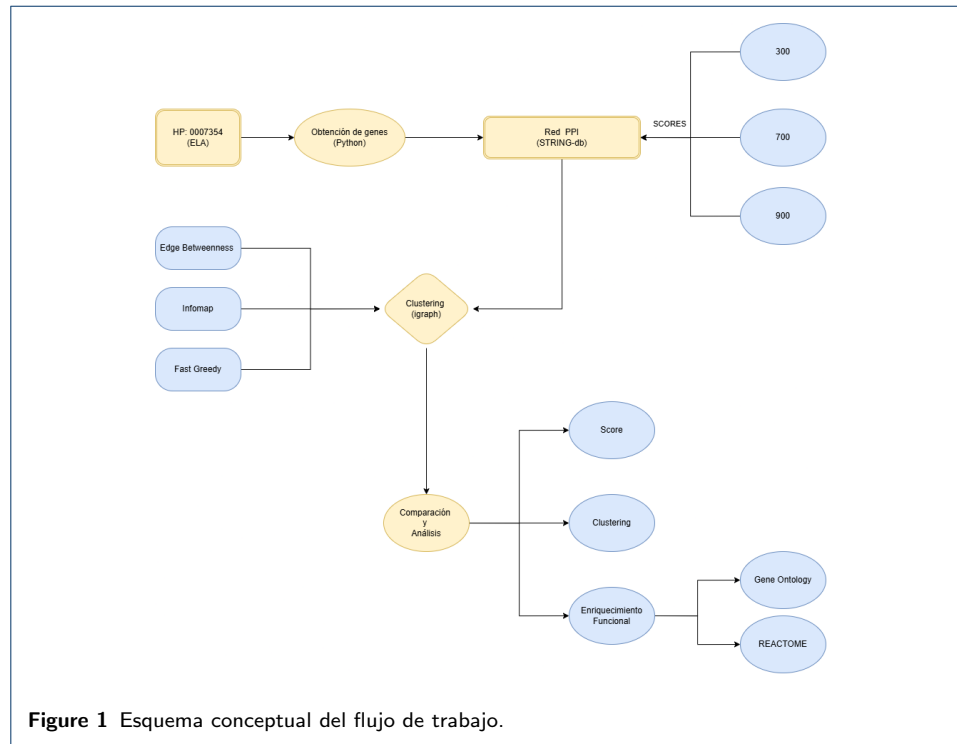 300
HP: 0007354
(ELA)
Obtención de genes
(Python)
Red PPI
(STRING-db)
SCORES
700
900
Edge Betweenness
Infomap
Fast Greedy
Clustering
(igraph)
Score
Comparación
y
Análisis
Clustering
Enriquecimiento
Funcional
Gene Ontology
REACTOME
Figure 1 Esquema conceptual del flujo de trabajo.